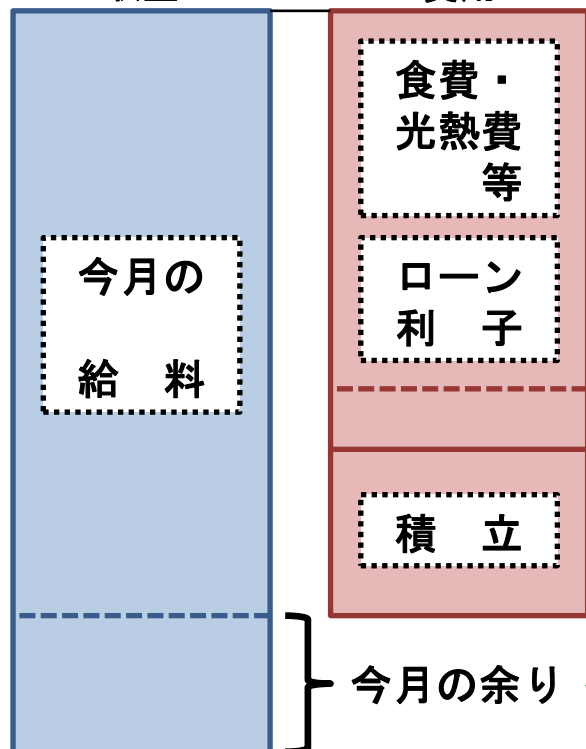 今月の
給　料
食費・
光熱費
等
ローン
利　子
積　立
今月の余り